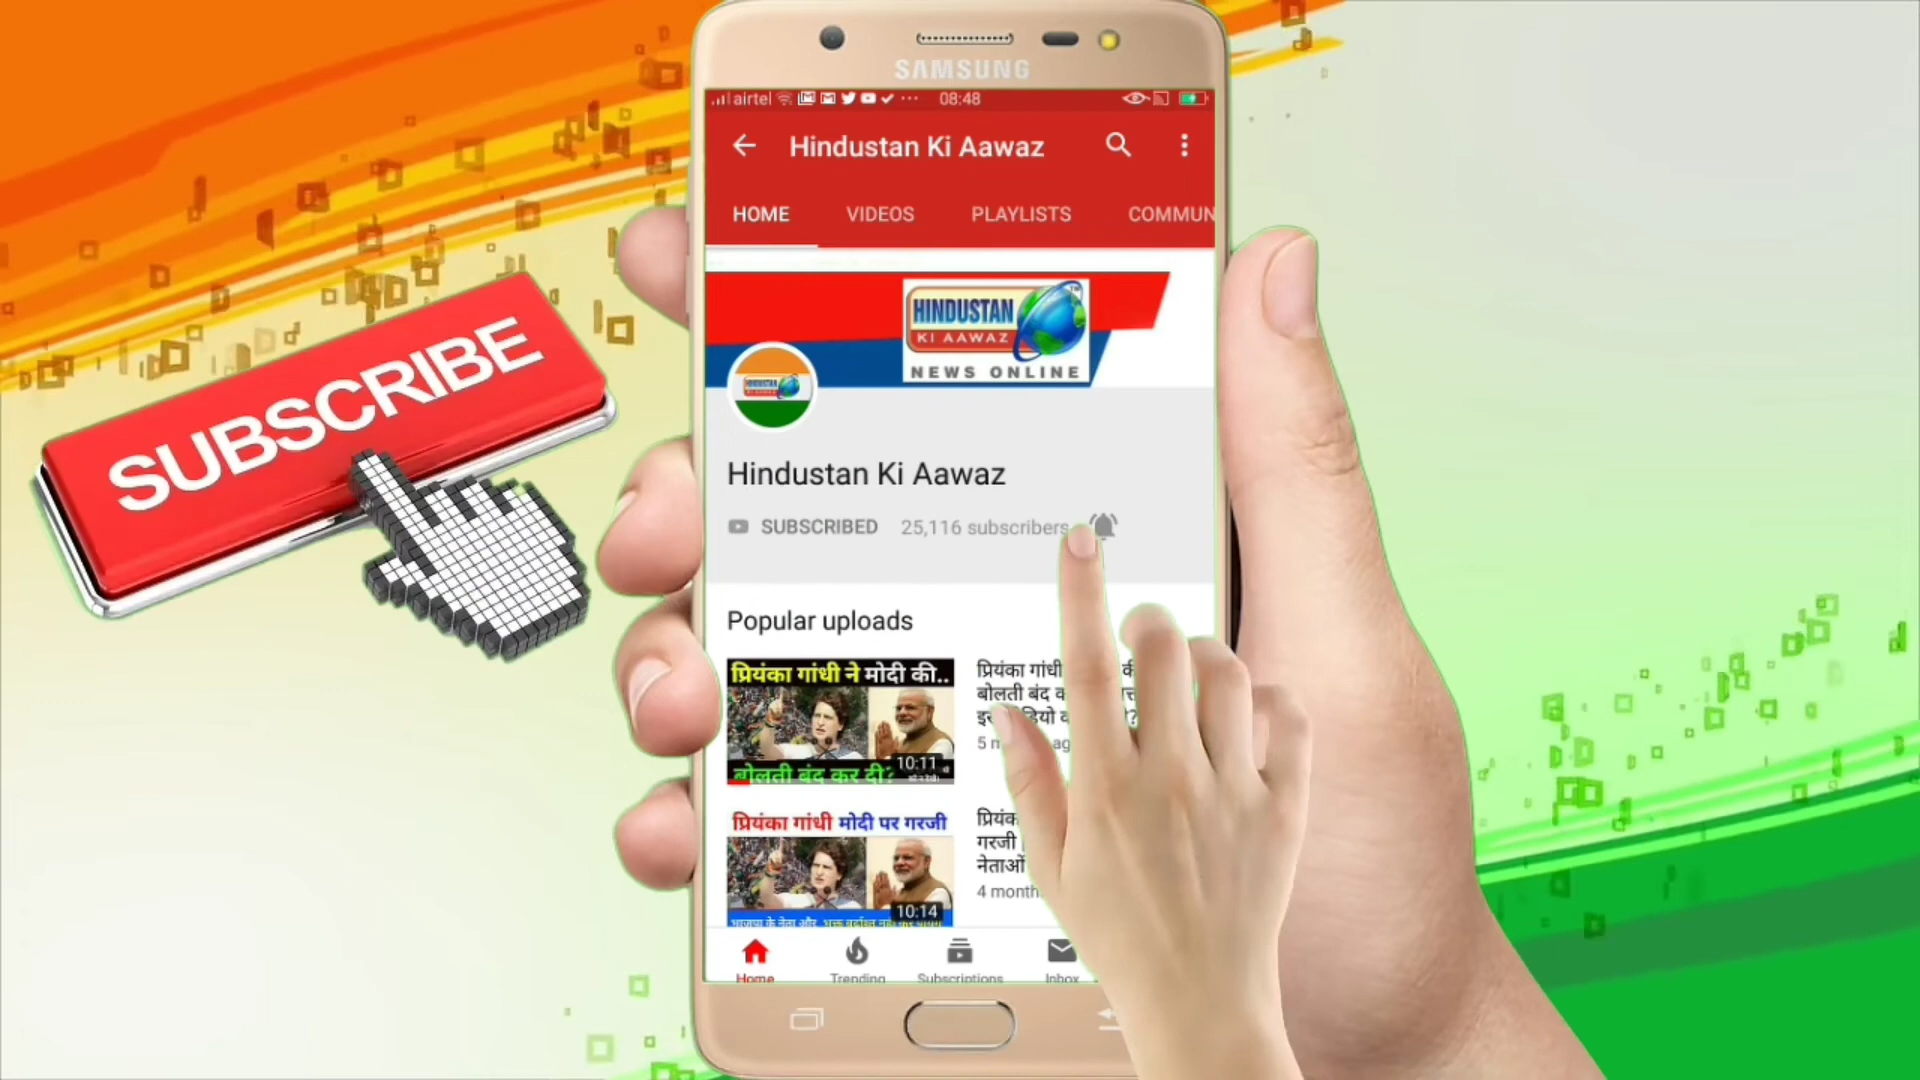 SAMSUNG
airtel 08:48
Hindustan Ki Aawaz
HOME VIDEOS PLAYLISTS COMMUN
SUBSCRIBE
HINDUSTAN
KI AAWAZ
NEWS ONLINE
HINDUSTAN
Hindustan Ki Aawaz
SUBSCRIBED 25,116 subscribers
Popular uploads
प्रियंका गांधी ने मोदी की..
बोलती बंद कर दी?
10:11
प्रियंका गांधी
बोलती बंद
प्रियंका गांधी मोदी पर गरजी
10:14
गरजी
नेताओं
4 month
Home Trending Subscriptions Inbox